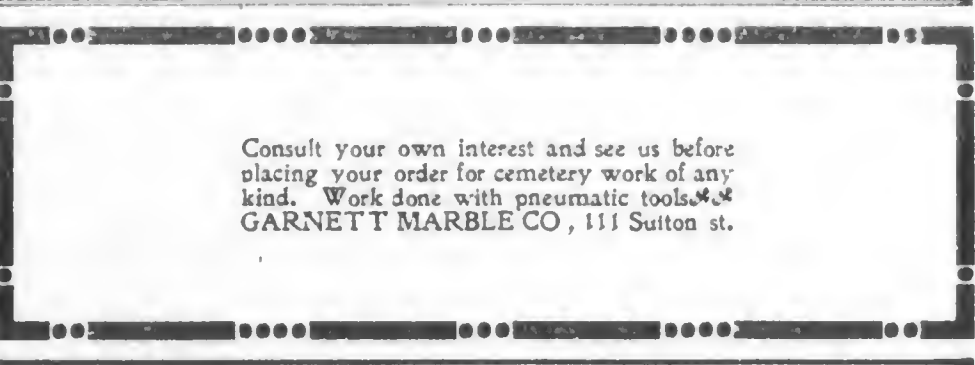 Consult your own interest and see us before
placing your order for cemetery work of any
kind. Work done with pneumatic tools.
GARNETT MARBLE CO, 111 Sutton st.